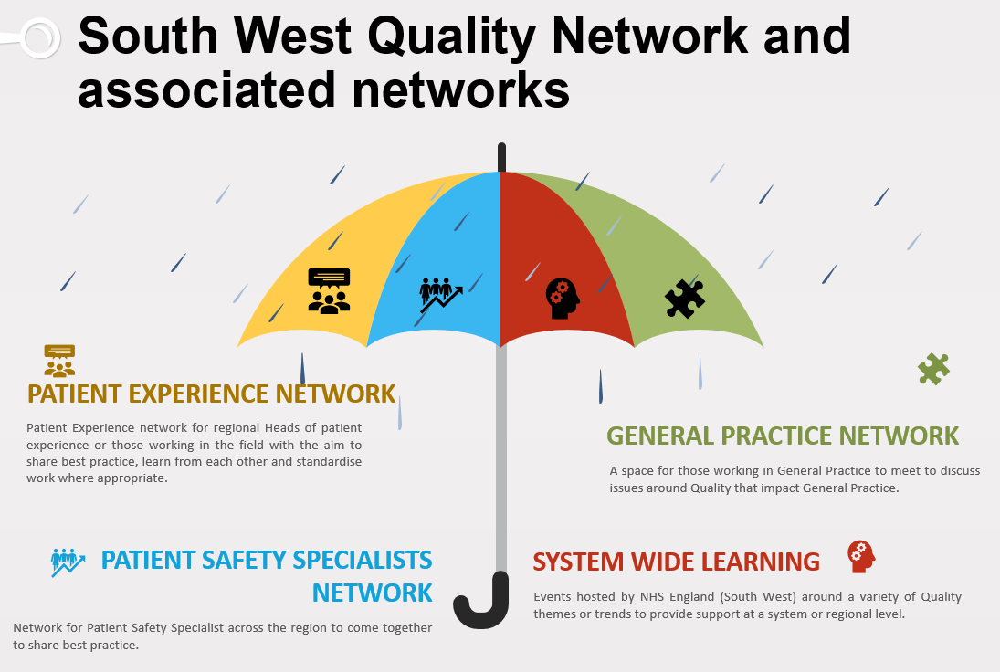 South West Quality Network and
associated networks
PATIENT EXPERIENCE NETWORK
Patient Experience network for regional Heads of patient
experience or those working in the field with the aim to
share best practice, learn from each other and standardise
work where appropriate.
GENERAL PRACTICE NETWORK
A space for those working in General Practice to meet to discuss
issues around Quality that impact General Practice.
PATIENT SAFETY SPECIALISTS
NETWORK
Network for Patient Safety Specialist across the region to come together
to share best practice.
SYSTEM WIDE LEARNING
Events hosted by NHS England (South West) around a variety of Quality
themes or trends to provide support at a system or regional level.